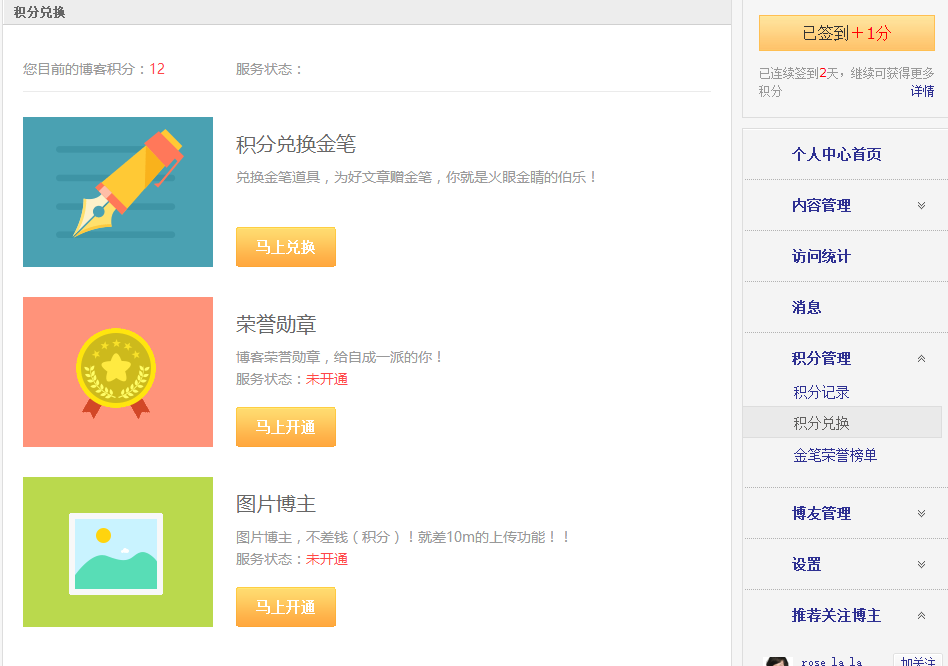 积分兑换
您目前的博客积分：12
服务状态：
积分兑换金笔
兑换金笔道具，为好文章赠金笔，你就是火眼金睛的伯乐！
马上兑换
荣誉勋章
博客荣誉勋章，给自成一派的你！
服务状态：未开通
马上开通
图片博主
图片博主，不差钱（积分）！就差10m的上传功能！！
服务状态：未开通
马上开通
已签到＋1分
已连续签到2天，继续可获得更多
积分
详情
个人中心首页
内容管理
访问统计
消息
积分管理
积分记录
积分兑换
金笔荣誉榜单
博友管理
设置
推荐关注博主
rose_la_la
加关注